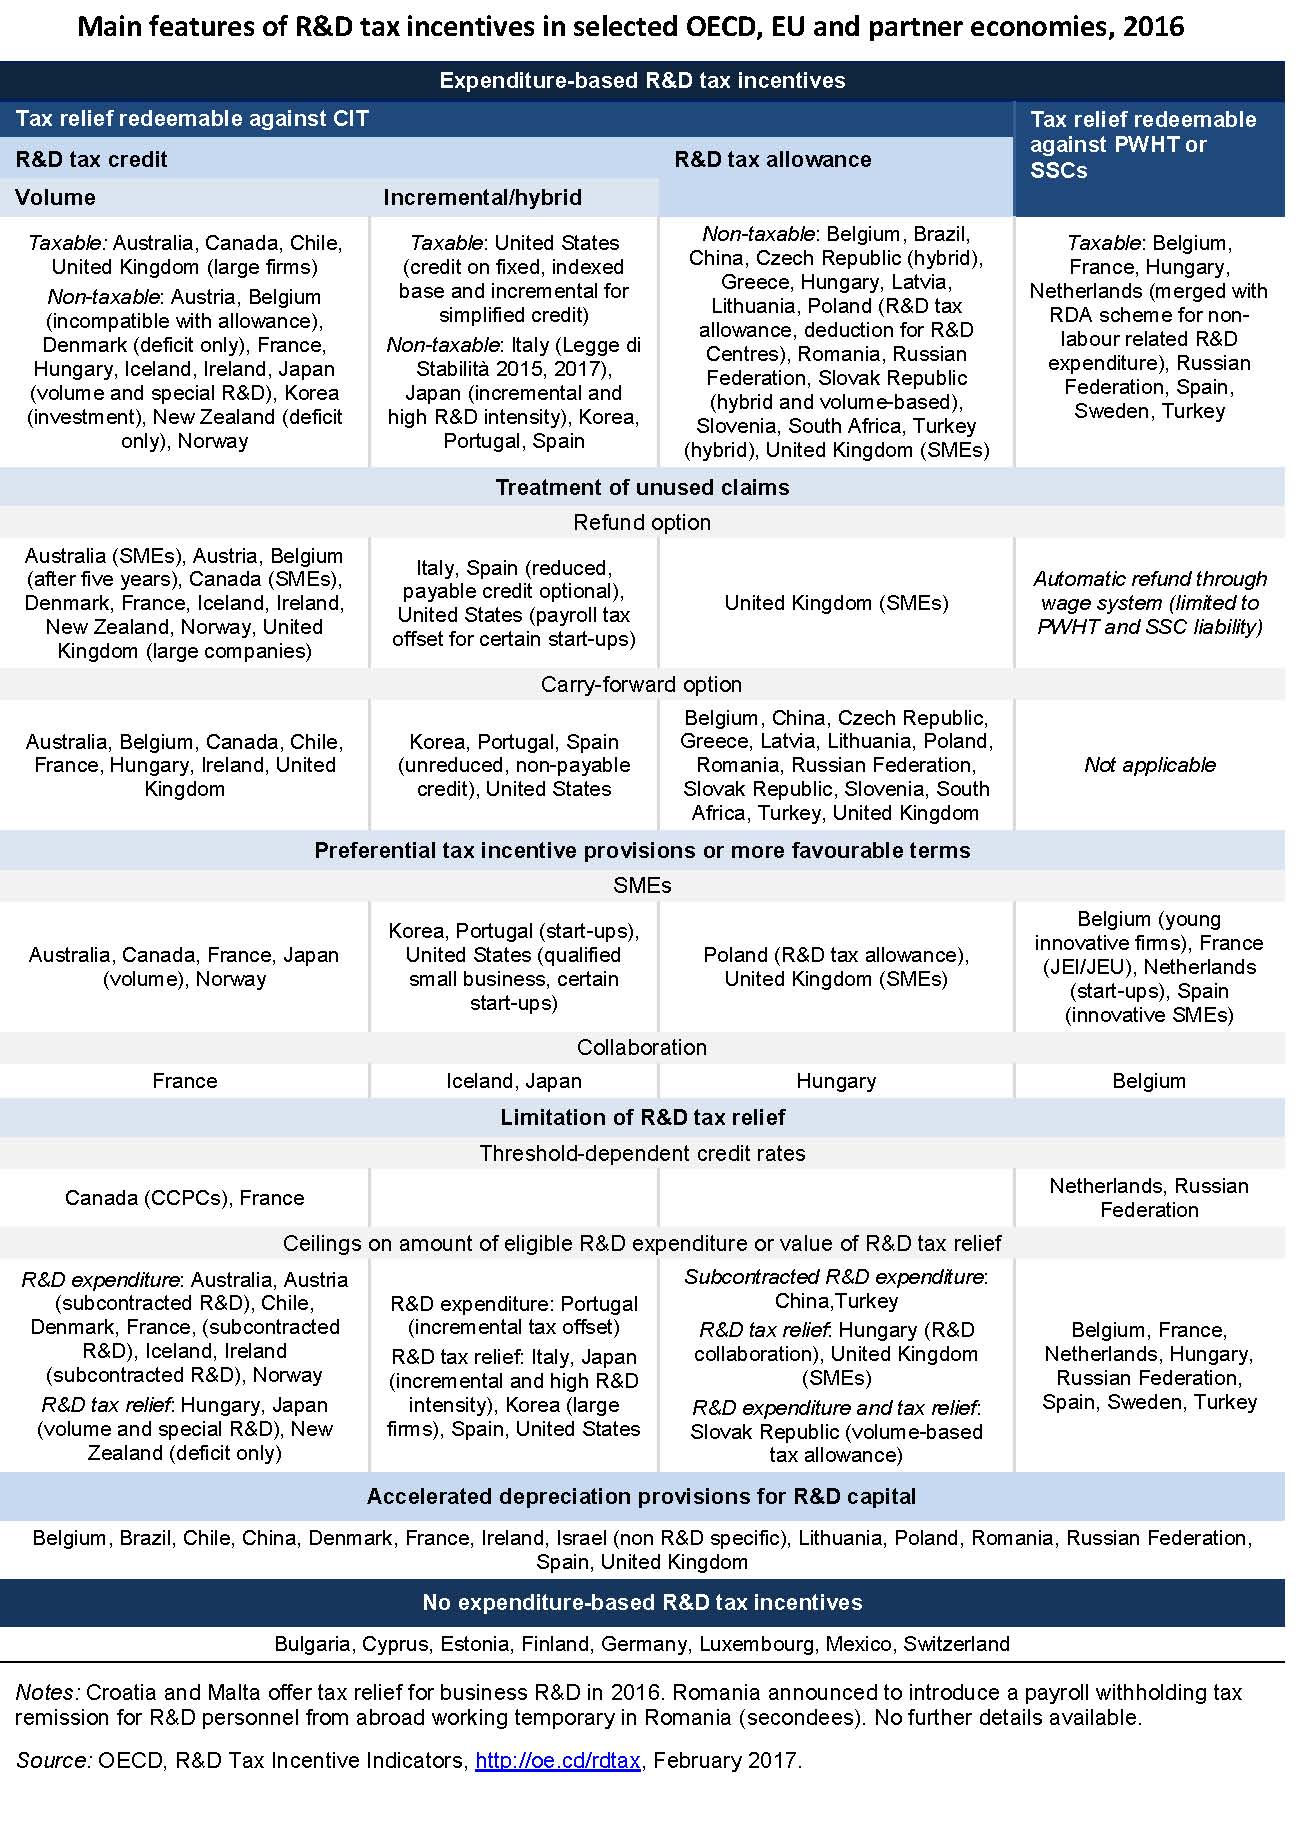 Main features of R&D tax incentives in selected OECD, EU and partner economies, 2016
Expenditure-based R&D tax incentives
Tax relief redeemable against CIT
Tax relief redeemable
against PWHT or
SSCs
R&D tax credit
R&D tax allowance
Volume
Incremental/hybrid
Taxable: Australia, Canada, Chile,
United Kingdom (large firms)
Non-taxable: Austria, Belgium
(incompatible with allowance),
Denmark (deficit only), France,
Hungary, Iceland, Ireland, Japan
(volume and special R&D), Korea
(investment), New Zealand (deficit
only), Norway
Taxable: United States
(credit on fixed, indexed
base and incremental for
simplified credit)
Non-taxable: Italy (Legge di
Stabilità 2015, 2017),
Japan (incremental and
high R&D intensity), Korea,
Portugal, Spain
Non-taxable: Belgium, Brazil,
China, Czech Republic (hybrid),
Greece, Hungary, Latvia,
Lithuania, Poland (R&D tax
allowance, deduction for R&D
Centres), Romania, Russian
Federation, Slovak Republic
(hybrid and volume-based),
Slovenia, South Africa, Turkey
(hybrid), United Kingdom (SMEs)
Taxable: Belgium,
France, Hungary,
Netherlands (merged with
RDA scheme for non-
labour related R&D
expenditure), Russian
Federation, Spain,
Sweden, Turkey
Treatment of unused claims
Refund option
Australia (SMEs), Austria, Belgium
(after five years), Canada (SMEs),
Denmark, France, Iceland, Ireland,
New Zealand, Norway, United
Kingdom (large companies)
Italy, Spain (reduced,
payable credit optional),
United States (payroll tax
offset for certain start-ups)
United Kingdom (SMEs)
Automatic refund through
wage system (limited to
PWHT and SSC liability)
Carry-forward option
Australia, Belgium, Canada, Chile,
France, Hungary, Ireland, United
Kingdom
Korea, Portugal, Spain
(unreduced, non-payable
credit), United States
Belgium, China, Czech Republic,
Greece, Latvia, Lithuania, Poland,
Romania, Russian Federation,
Slovak Republic, Slovenia, South
Africa, Turkey, United Kingdom
Not applicable
Preferential tax incentive provisions or more favourable terms
SMEs
Australia, Canada, France, Japan
(volume), Norway
Korea, Portugal (start-ups),
United States (qualified
small business, certain
start-ups)
Poland (R&D tax allowance),
United Kingdom (SMEs)
Belgium (young
innovative firms), France
(JEI/JEU), Netherlands
(start-ups), Spain
(innovative SMEs)
Collaboration
France
Iceland, Japan
Hungary
Belgium
Limitation of R&D tax relief
Threshold-dependent credit rates
Canada (CCPCs), France
Netherlands, Russian
Federation
Ceilings on amount of eligible R&D expenditure or value of R&D tax relief
R&D expenditure: Australia, Austria
(subcontracted R&D), Chile,
Denmark, France, (subcontracted
R&D), Iceland, Ireland
(subcontracted R&D), Norway
R&D tax relief: Hungary, Japan
(volume and special R&D), New
Zealand (deficit only)
R&D expenditure: Portugal
(incremental tax offset)
R&D tax relief: Italy, Japan
(incremental and high R&D
intensity), Korea (large
firms), Spain, United States
Subcontracted R&D expenditure:
China,Turkey
R&D tax relief: Hungary (R&D
collaboration), United Kingdom
(SMEs)
R&D expenditure and tax relief:
Slovak Republic (volume-based
tax allowance)
Belgium, France,
Netherlands, Hungary,
Russian Federation,
Spain, Sweden, Turkey
Accelerated depreciation provisions for R&D capital
Belgium, Brazil, Chile, China, Denmark, France, Ireland, Israel (non R&D specific), Lithuania, Poland, Romania, Russian Federation,
Spain, United Kingdom
No expenditure-based R&D tax incentives
Bulgaria, Cyprus, Estonia, Finland, Germany, Luxembourg, Mexico, Switzerland
Notes: Croatia and Malta offer tax relief for business R&D in 2016. Romania announced to introduce a payroll withholding tax
remission for R&D personnel from abroad working temporary in Romania (secondees). No further details available.
Source: OECD, R&D Tax Incentive Indicators, http://oe.cd/rdtax, February 2017.